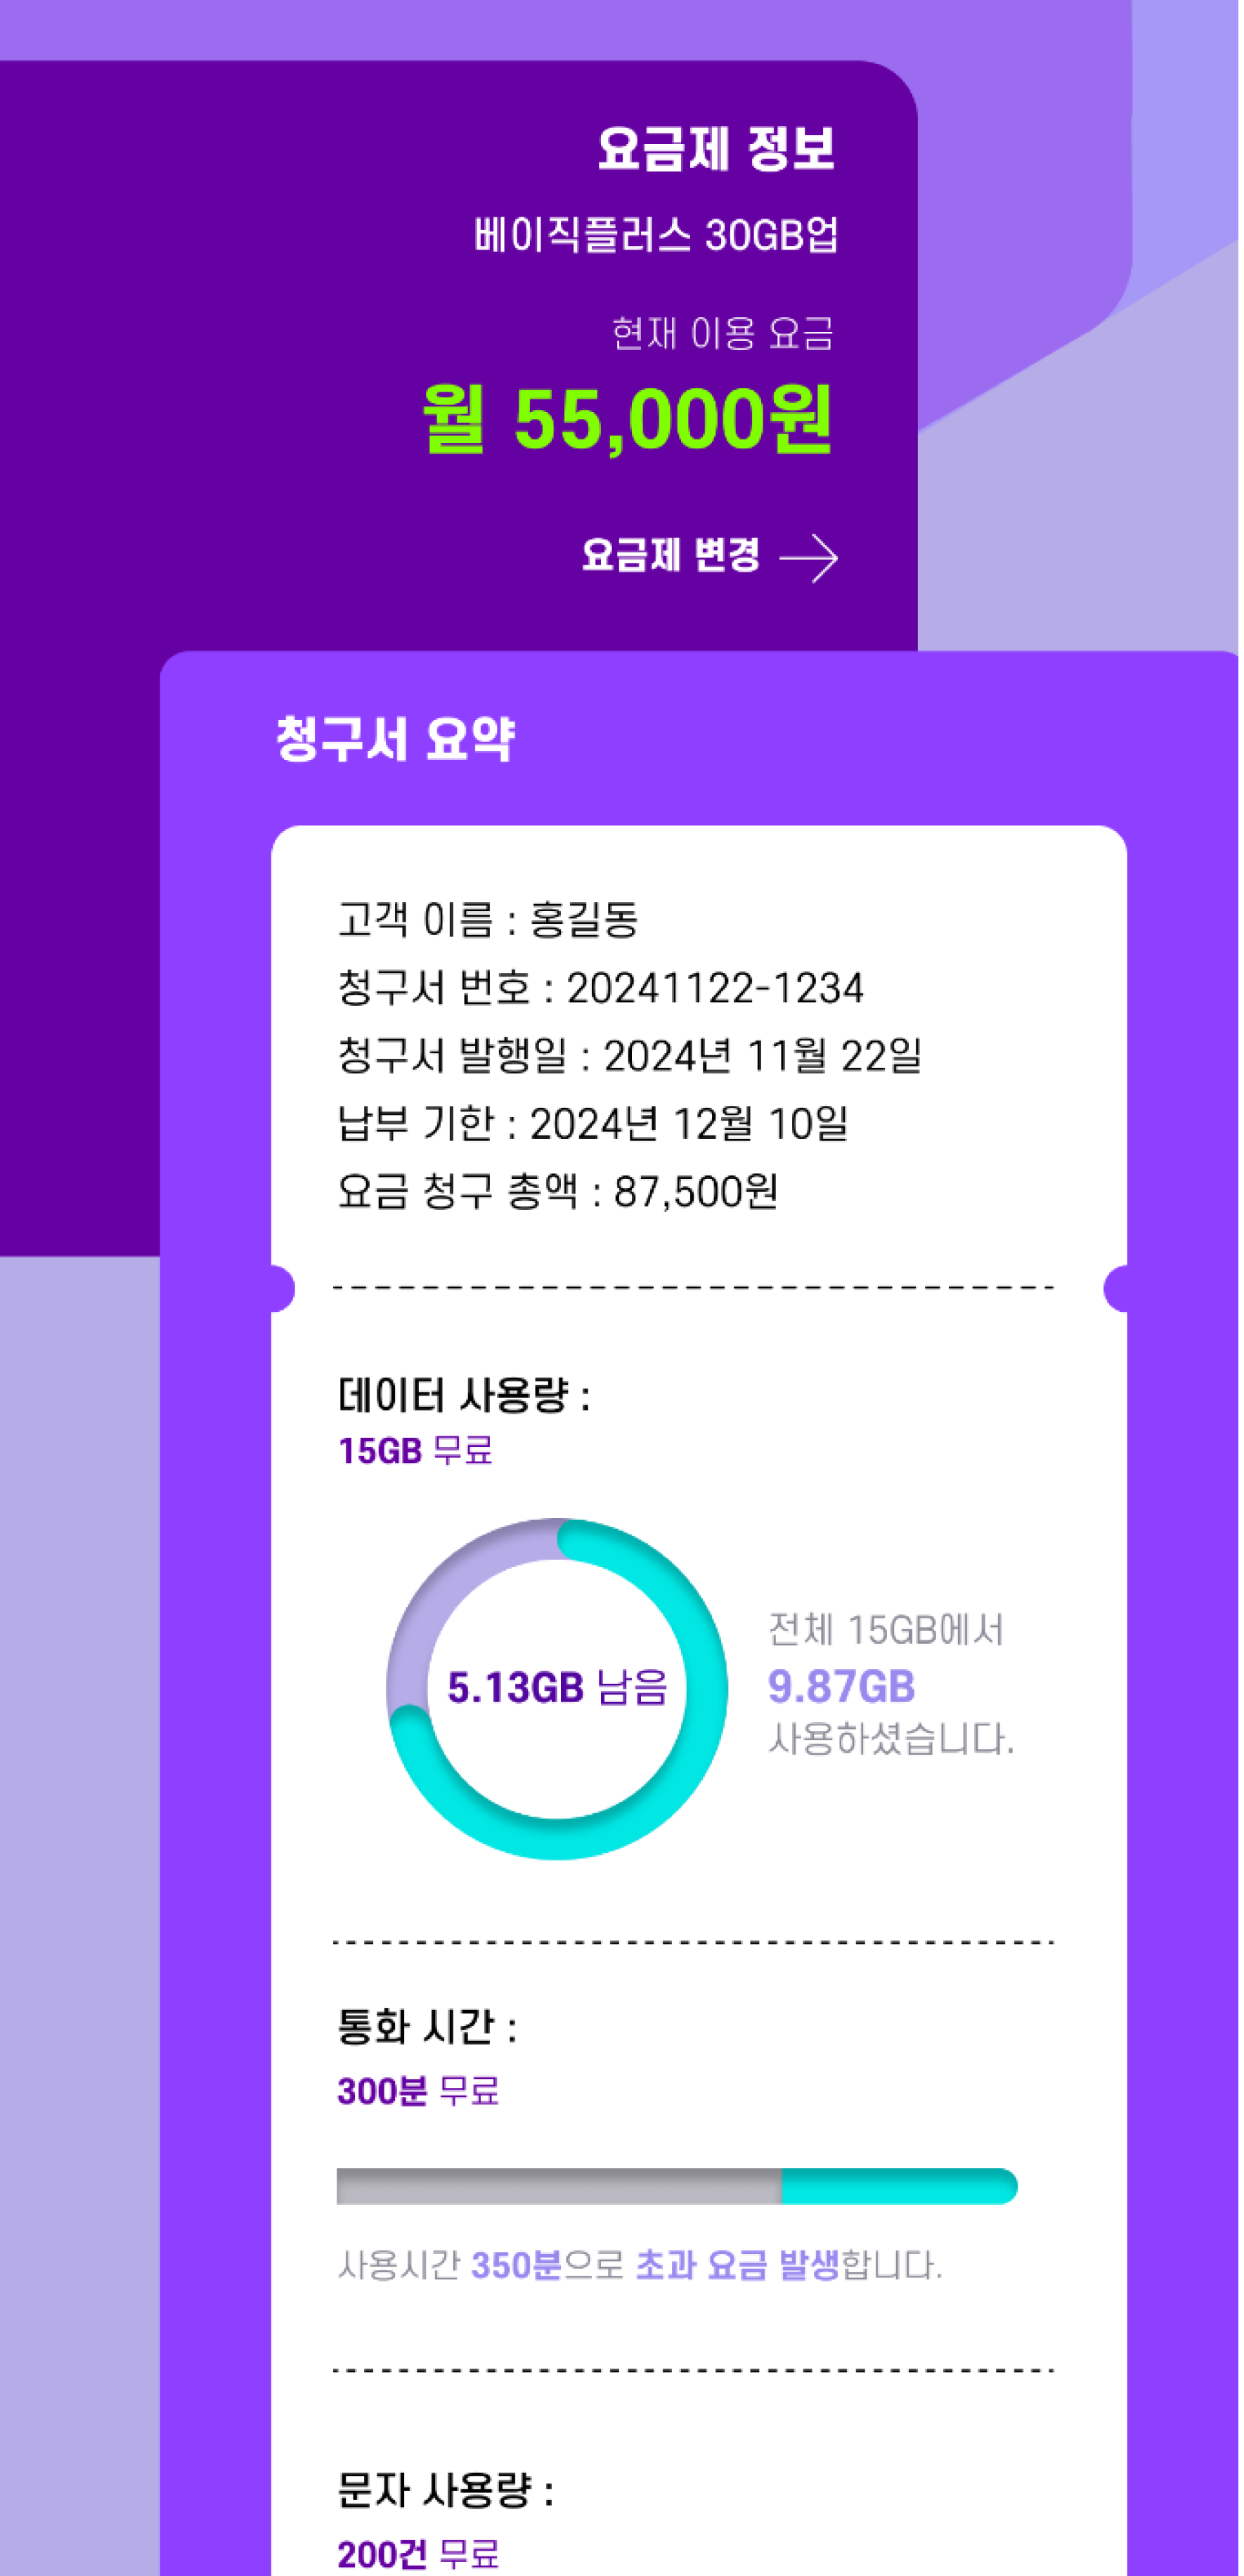 요금제 정보
베이직플러스 30GB업
현재 이용 요금
월 55,000원
요금제 변경
청구서 요약
고객 이름 : 홍길동
청구서 번호 : 20241122-1234
청구서 발행일 : 2024년 11월 22일
납부 기한 : 2024년 12월 10일
요금 청구 총액 : 87,500원
데이터 사용량 :
15GB 무료
5.13GB 남음
전체 15GB에서
9.87GB
사용하셨습니다.
통화 시간 :
300분 무료
사용시간 350분으로 초과 요금 발생합니다.
문자 사용량 :
200건 무료